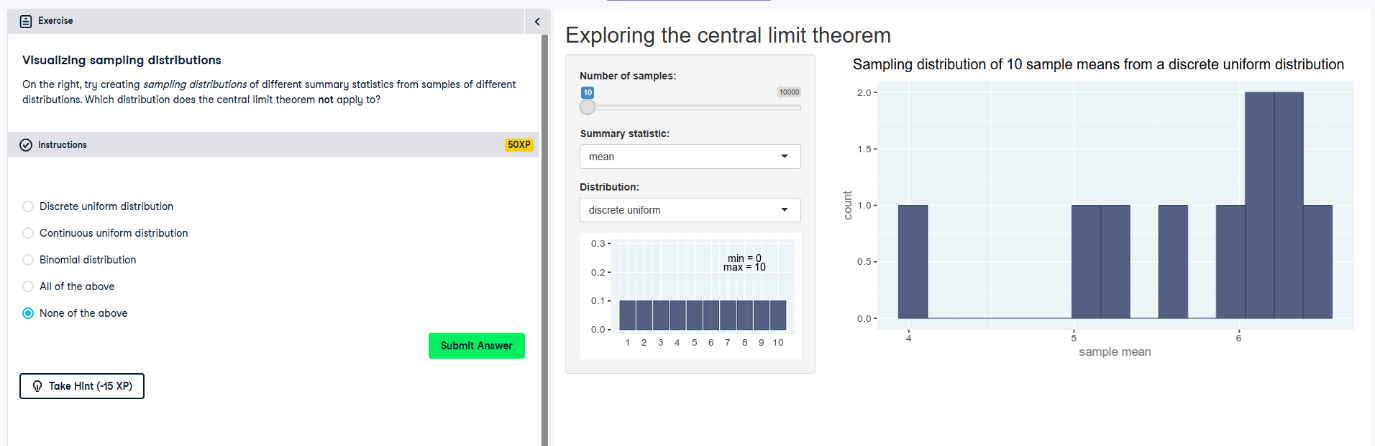 Exercise
Visualizing sampling distributions
On the right, try creating sampling distributions of different summary statistics from samples of different
distributions. Which distribution does the central limit theorem not apply to?
Instructions
50XP
Discrete uniform distribution
Continuous uniform distribution
Binomial distribution
All of the above
None of the above
Submit Answer
Take Hint (-15 XP)
Exploring the central limit theorem
Number of samples:
10
10000
Summary statistic:
mean
Distribution:
discrete uniform
0.3
0.2
0.1
0.0
min = 0
max = 10
1 2 3 4 5 6 7 8 9 10
Sampling distribution of 10 sample means from a discrete uniform distribution
count
2.0
1.5
1.0
0.5
0.0
4 5 6
sample mean